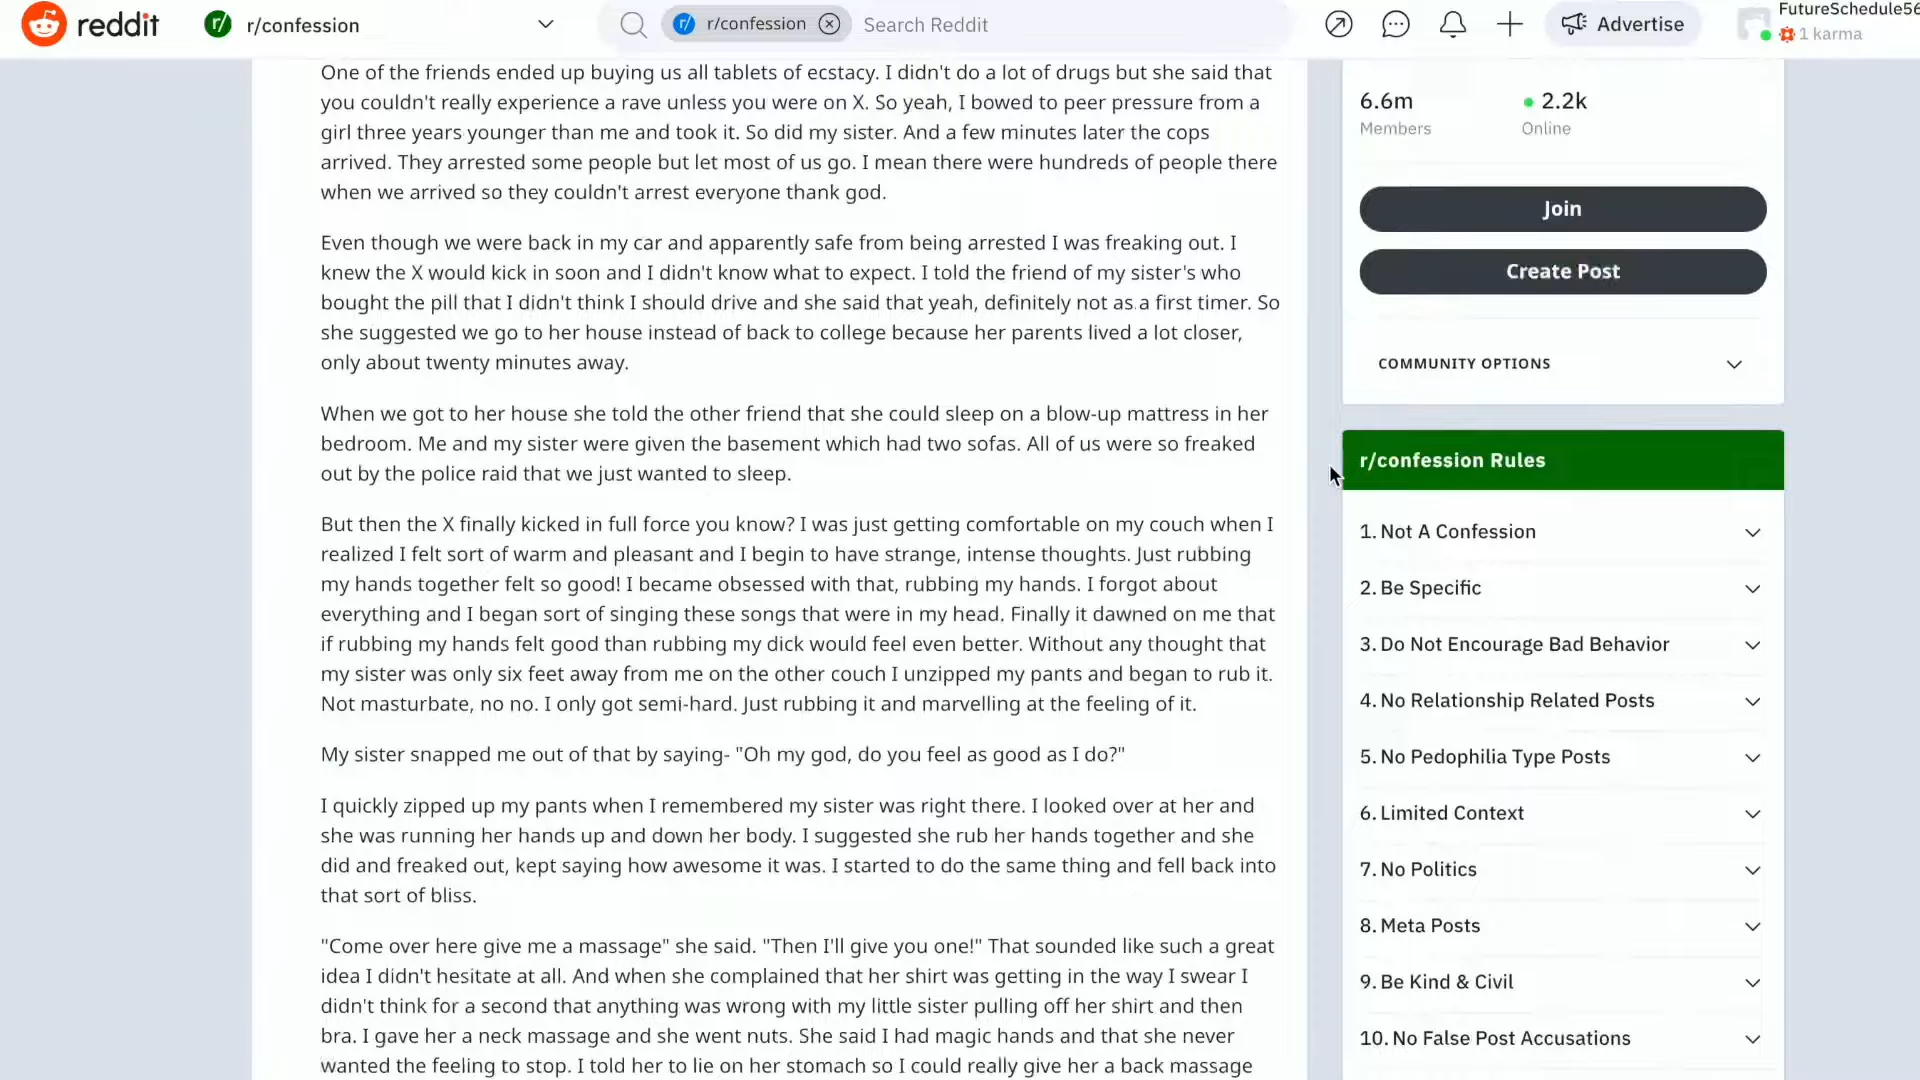 reddit
r/confession
r/confession
Search Reddit
Advertise
FutureSchedule56
1 karma
One of the friends ended up buying us all tablets of ecstacy. I didn't do a lot of drugs but she said that
you couldn't really experience a rave unless you were on X. So yeah, I bowed to peer pressure from a
girl three years younger than me and took it. So did my sister. And a few minutes later the cops
arrived. They arrested some people but let most of us go. I mean there were hundreds of people there
when we arrived so they couldn't arrest everyone thank god.
Even though we were back in my car and apparently safe from being arrested I was freaking out. I
knew the X would kick in soon and I didn't know what to expect. I told the friend of my sister's who
bought the pill that I didn't think I should drive and she said that yeah, definitely not as a first timer. So
she suggested we go to her house instead of back to college because her parents lived a lot closer,
only about twenty minutes away.
When we got to her house she told the other friend that she could sleep on a blow-up mattress in her
bedroom. Me and my sister were given the basement which had two sofas. All of us were so freaked
out by the police raid that we just wanted to sleep.
But then the X finally kicked in full force you know? I was just getting comfortable on my couch when I
realized I felt sort of warm and pleasant and I begin to have strange, intense thoughts. Just rubbing
my hands together felt so good! I became obsessed with that, rubbing my hands. I forgot about
everything and I began sort of singing these songs that were in my head. Finally it dawned on me that
if rubbing my hands felt good than rubbing my dick would feel even better. Without any thought that
my sister was only six feet away from me on the other couch I unzipped my pants and began to rub it.
Not masturbate, no no. I only got semi-hard. Just rubbing it and marvelling at the feeling of it.
My sister snapped me out of that by saying- "Oh my god, do you feel as good as I do?"
I quickly zipped up my pants when I remembered my sister was right there. I looked over at her and
she was running her hands up and down her body. I suggested she rub her hands together and she
did and freaked out, kept saying how awesome it was. I started to do the same thing and fell back into
that sort of bliss.
"Come over here give me a massage" she said. "Then I'll give you one!" That sounded like such a great
idea I didn't hesitate at all. And when she complained that her shirt was getting in the way I swear I
didn't think for a second that anything was wrong with my little sister pulling off her shirt and then
bra. I gave her a neck massage and she went nuts. She said I had magic hands and that she never
wanted the feeling to stop. I told her to lie on her stomach so I could really give her a back massage
6.6m
Members
2.2k
Online
Join
Create Post
COMMUNITY OPTIONS
r/confession Rules
1. Not A Confession
2. Be Specific
3. Do Not Encourage Bad Behavior
4. No Relationship Related Posts
5. No Pedophilia Type Posts
6. Limited Context
7. No Politics
8. Meta Posts
9. Be Kind & Civil
10. No False Post Accusations